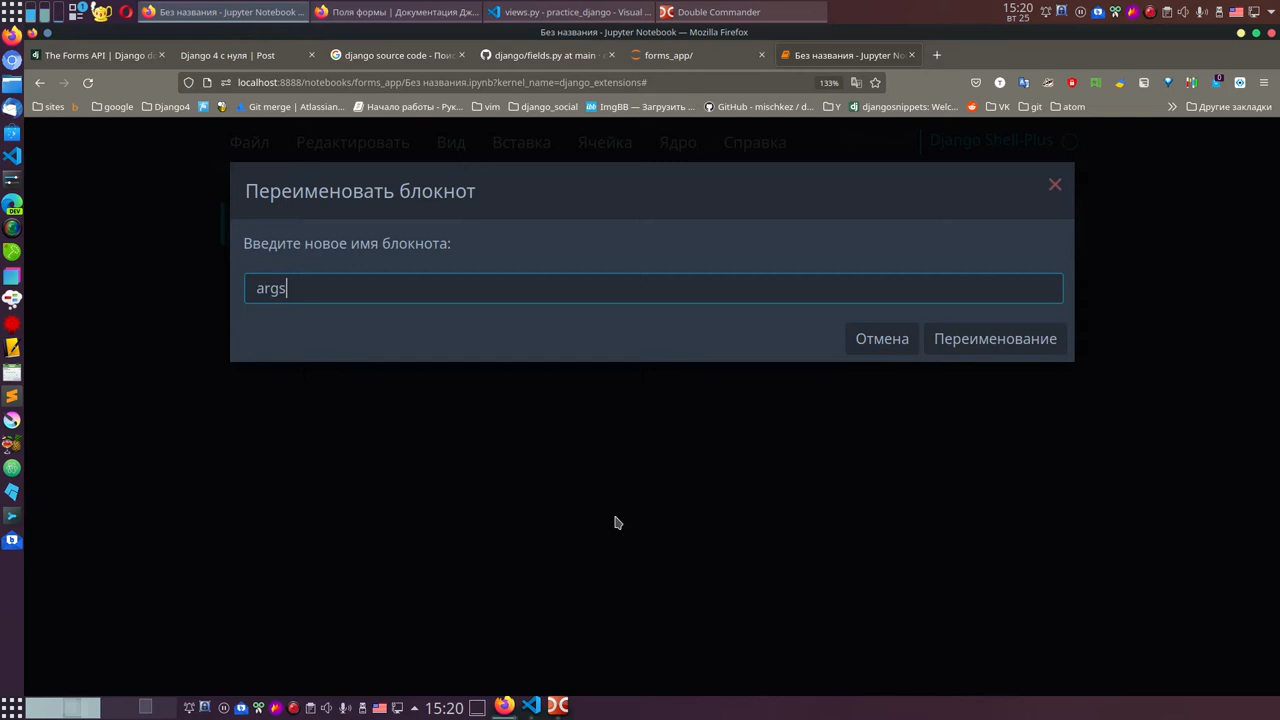 Без названия - Jupyter Notebook ...
Поля формы | Документация Дж...
views.py - practice_django - Visual ...
Double Commander
15:20
вт 25
Без названия - Jupyter Notebook — Mozilla Firefox
The Forms API | Django do
Django 4 с нуля | Post
django source code - Пои
django/fields.py at main ·
forms_app/
Без названия - Jupyter No
localhost:8888/notebooks/forms_app/Без названия.ipynb?kernel_name=django_extensions#
133%
sites
google
Django4
Git merge | Atlassian...
Начало работы - Рук...
vim
django_social
ImgBB — Загрузить ...
GitHub - mischkez / d...
Y
djangosnippets: Welc...
VK
git
atom
Другие закладки
Файл
Редактировать
Вид
Вставка
Ячейка
Ядро
Справка
Django Shell-Plus
Переименовать блокнот
Введите новое имя блокнота:
args
Отмена
Переименование
15:20